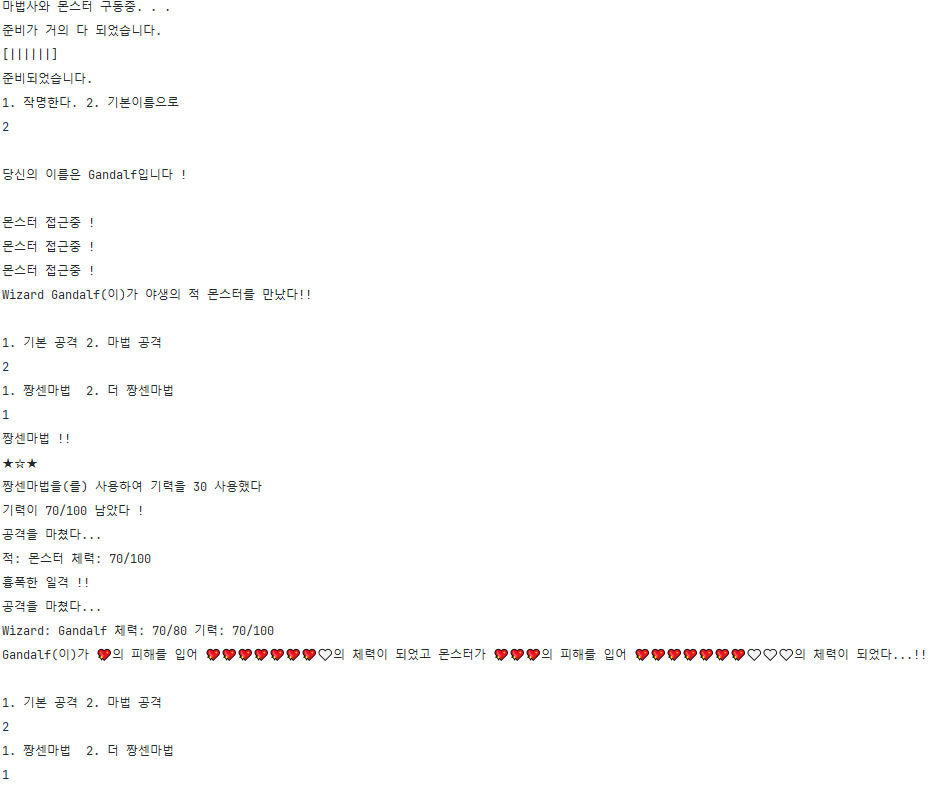 마법사와 몬스터 구동중. . .
준비가 거의 다 되었습니다.
[||||||]
준비되었습니다.
1. 작명한다. 2. 기본이름으로
2
당신의 이름은 Gandalf입니다 !
몬스터 접근중 !
몬스터 접근중 !
몬스터 접근중 !
Wizard Gandalf(이)가 야생의 적 몬스터를 만났다!!
1. 기본 공격 2. 마법 공격
2
1. 짱센마법  2. 더 짱센마법
1
짱센마법 !!
★☆★
짱센마법을(를) 사용하여 기력을 30 사용했다
기력이 70/100 남았다 !
공격을 마쳤다...
적: 몬스터 체력: 70/100
흉폭한 일격 !!
공격을 마쳤다...
Wizard: Gandalf 체력: 70/80 기력: 70/100
Gandalf(이)가 💖의 피해를 입어 💖💖💖💖💖💖💖🤍의 체력이 되었고 몬스터가 💖💖💖의 피해를 입어 💖💖💖💖💖💖💖🤍🤍🤍의 체력이 되었다...!!
1. 기본 공격 2. 마법 공격
2
1. 짱센마법  2. 더 짱센마법
1